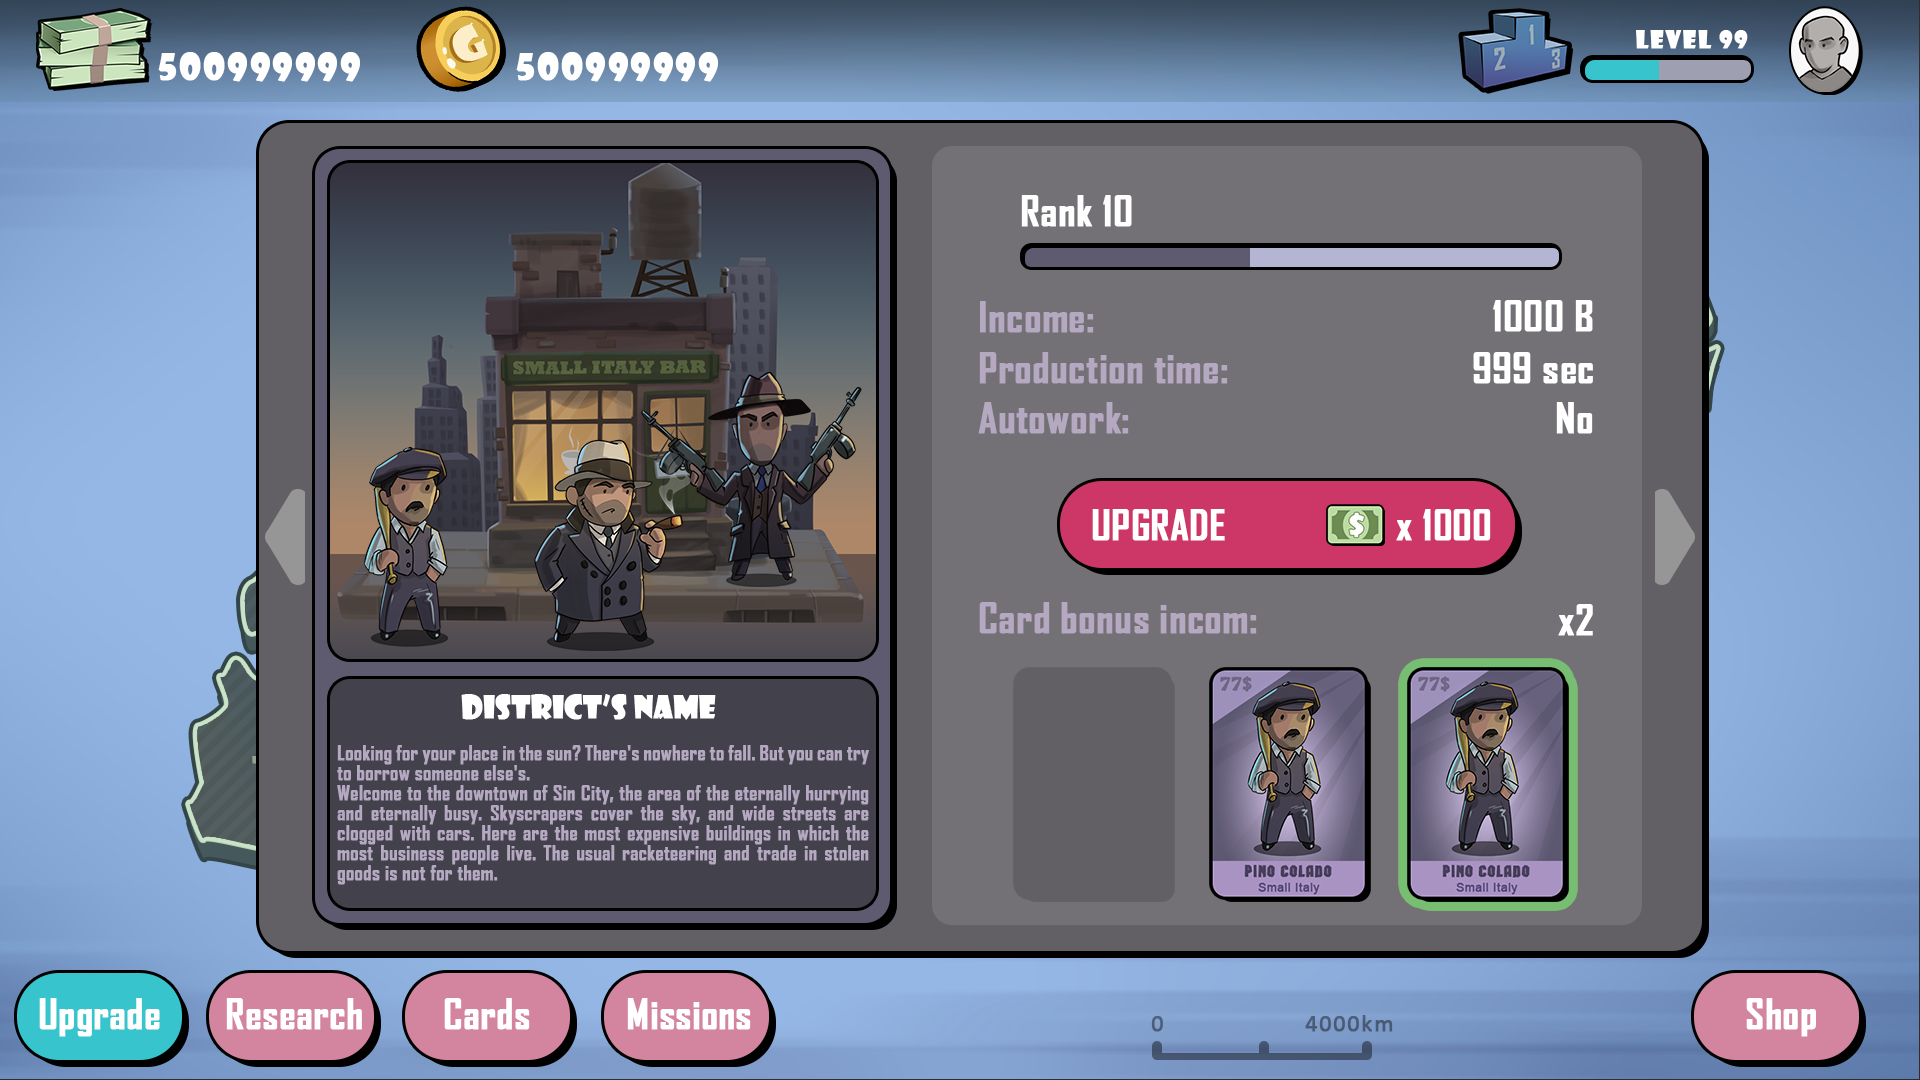 500999999
500999999
1
2
3
LEVEL 99
SMALL ITALY BAR
DISTRICT'S NAME
Looking for your place in the sun? There's nowhere to fall. But you can try
to borrow someone else's.
Welcome to the downtown of Sin City, the area of the eternally hurrying
and eternally busy. Skyscrapers cover the sky, and wide streets are
clogged with cars. Here are the most expensive buildings in which the
most business people live. The usual racketeering and trade in stolen
goods is not for them.
Rank 10
Income: 1000 B
Production time: 999 sec
Autowork: No
UPGRADE $ x 1000
Card bonus incom: x2
77$
PINO COLADO
Small Italy
77$
PINO COLADO
Small Italy
Upgrade
Research
Cards
Missions
0 4000km
Shop